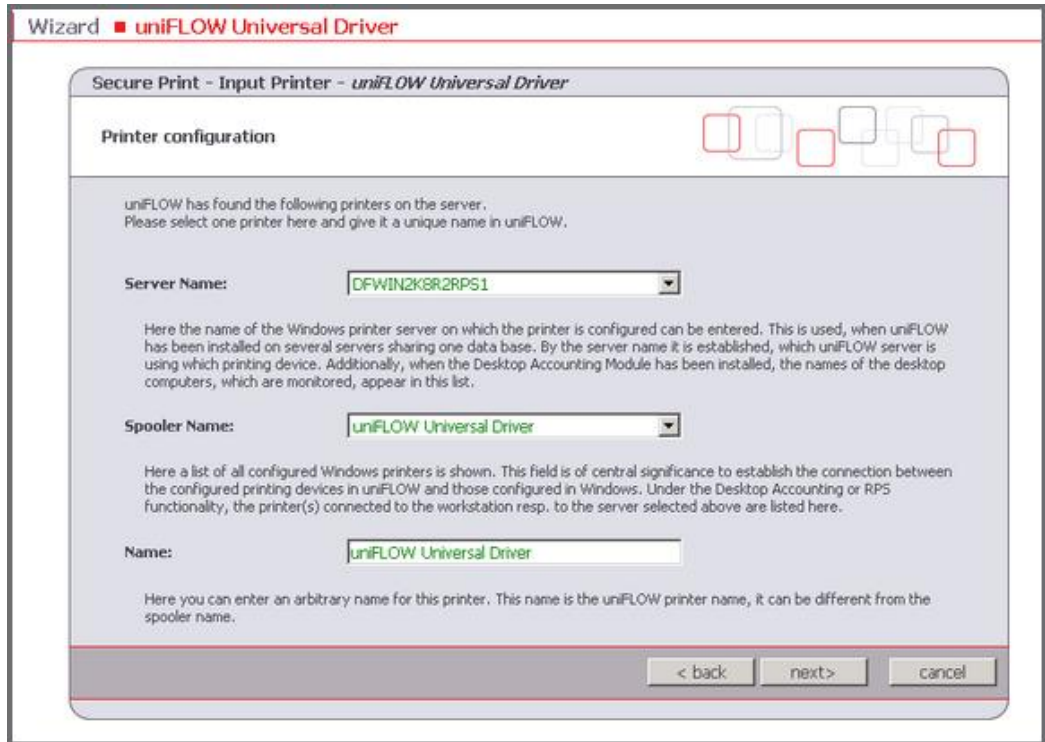 Wizard ■ uniFLOW Universal Driver
Secure Print - Input Printer - uniFLOW Universal Driver
Printer configuration
uniFLOW has found the following printers on the server.
Please select one printer here and give it a unique name in uniFLOW.
Server Name: DFWIN2K8R2RPS1
Here the name of the Windows printer server on which the printer is configured can be entered. This is used, when uniFLOW
has been installed on several servers sharing one data base. By the server name it is established, which uniFLOW server is
using which printing device. Additionally, when the Desktop Accounting Module has been installed, the names of the desktop
computers, which are monitored, appear in this list.
Spooler Name: uniFLOW Universal Driver
Here a list of all configured Windows printers is shown. This field is of central significance to establish the connection between
the configured printing devices in uniFLOW and those configured in Windows. Under the Desktop Accounting or RPS
functionality, the printer(s) connected to the workstation resp. to the server selected above are listed here.
Name: uniFLOW Universal Driver
Here you can enter an arbitrary name for this printer. This name is the uniFLOW printer name, it can be different from the
spooler name.
< back next> cancel